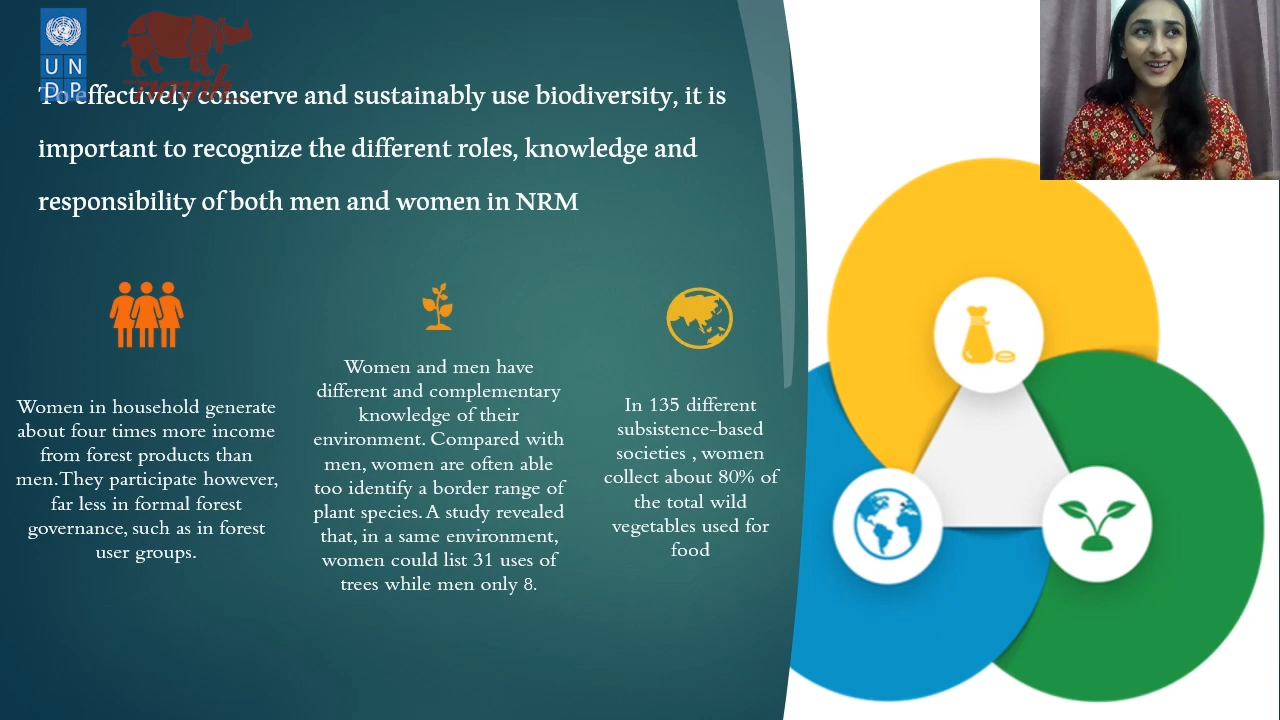 UN
DP
To effectively conserve and sustainably use biodiversity, it is
important to recognize the different roles, knowledge and
responsibility of both men and women in NRM
Women in household generate
about four times more income
from forest products than
men.They participate however,
far less in formal forest
governance, such as in forest
user groups.
Women and men have
different and complementary
knowledge of their
environment. Compared with
men, women are often able
too identify a border range of
plant species. A study revealed
that, in a same environment,
women could list 31 uses of
trees while men only 8.
In 135 different
subsistence-based
societies , women
collect about 80% of
the total wild
vegetables used for
food